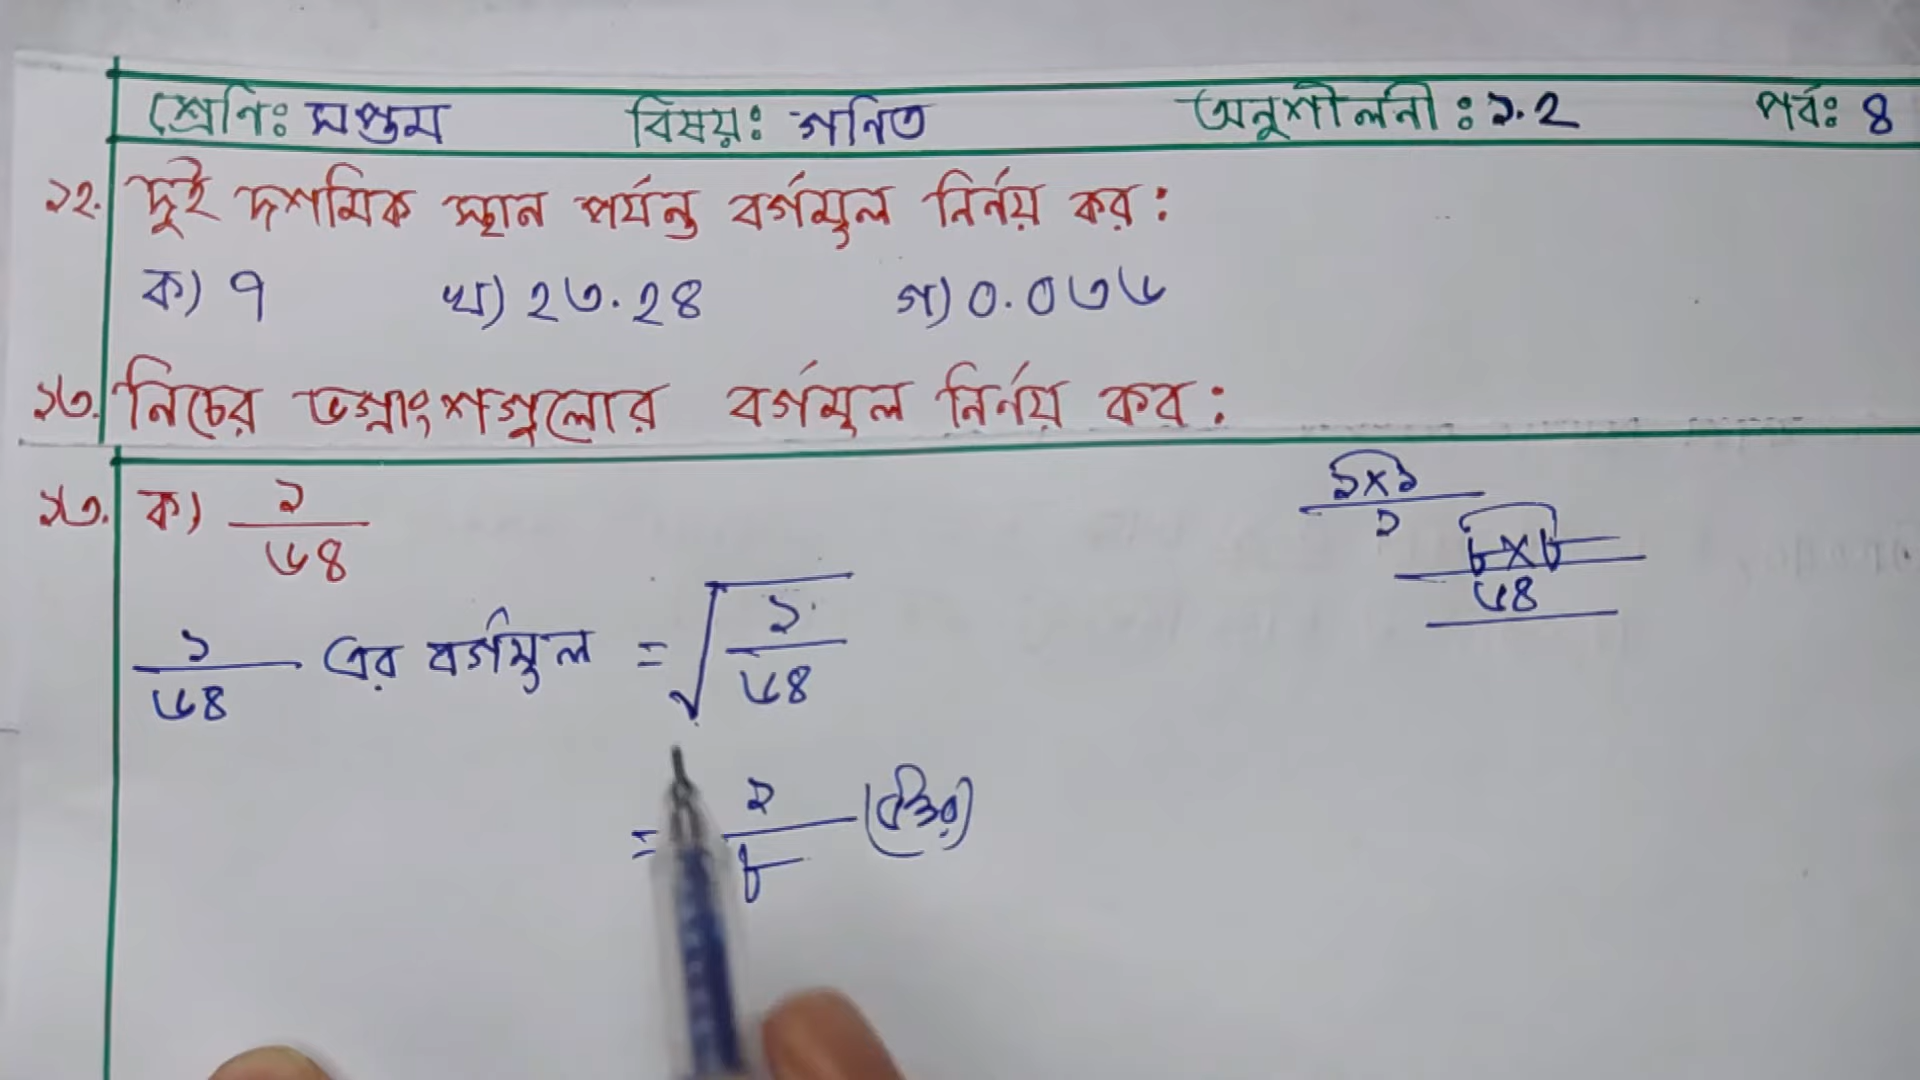 শ্রেণিঃ সপ্তম বিষয়ঃ গনিত অনুশীলনী : ১.২ পর্বঃ ৪
১২. দুই দশমিক স্থান পর্যন্ত বর্গমূল নির্নয় কর :
ক) ৭ খ) ২৩.২৪ গ) ০.০৩৬
১৩. নিচের ভগ্নাংশগুলোর বর্গমূল নির্নয় কর :
১৩. ক) ১/৬৪
১×১
১
৮×৮
৬৪
১/৬৪ এর বর্গমূল = √১/৬৪
= ১/৮ (উত্তর)